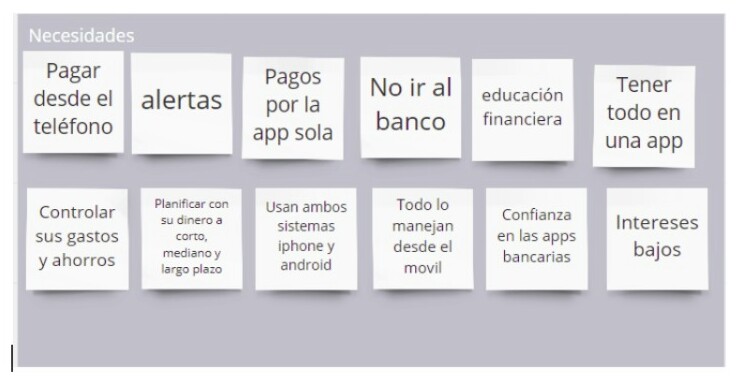 Necesidades
Pagar
desde el
teléfono
alertas
Pagos
por la
app sola
No ir al
banco
educación
financiera
Tener
todo en
una app
Controlar
sus gastos
y ahorros
Planificar con
su dinero a
corto,
mediano y
largo plazo
Usan ambos
sistemas
iphone y
android
Todo lo
manejan
desde el
movil
Confianza
en las apps
bancarias
Intereses
bajos